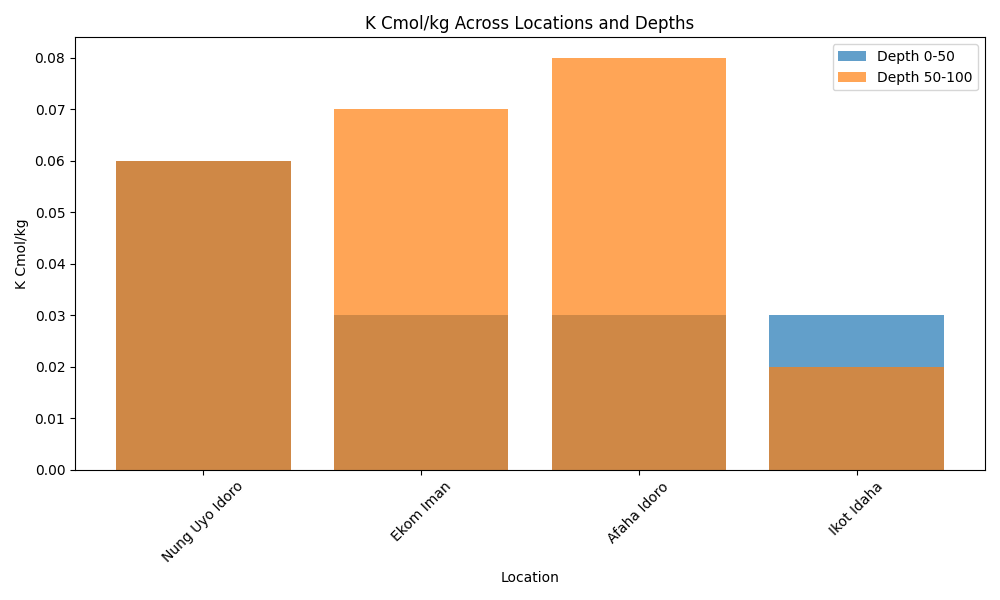 K Cmol/kg Across Locations and Depths
Depth 0-50
Depth 50-100
K Cmol/kg
0.08
0.07
0.06
0.05
0.04
0.03
0.02
0.01
0.00
Nung Uyo Idoro
Ekom Iman
Afaha Idoro
Ikot Idaha
Location